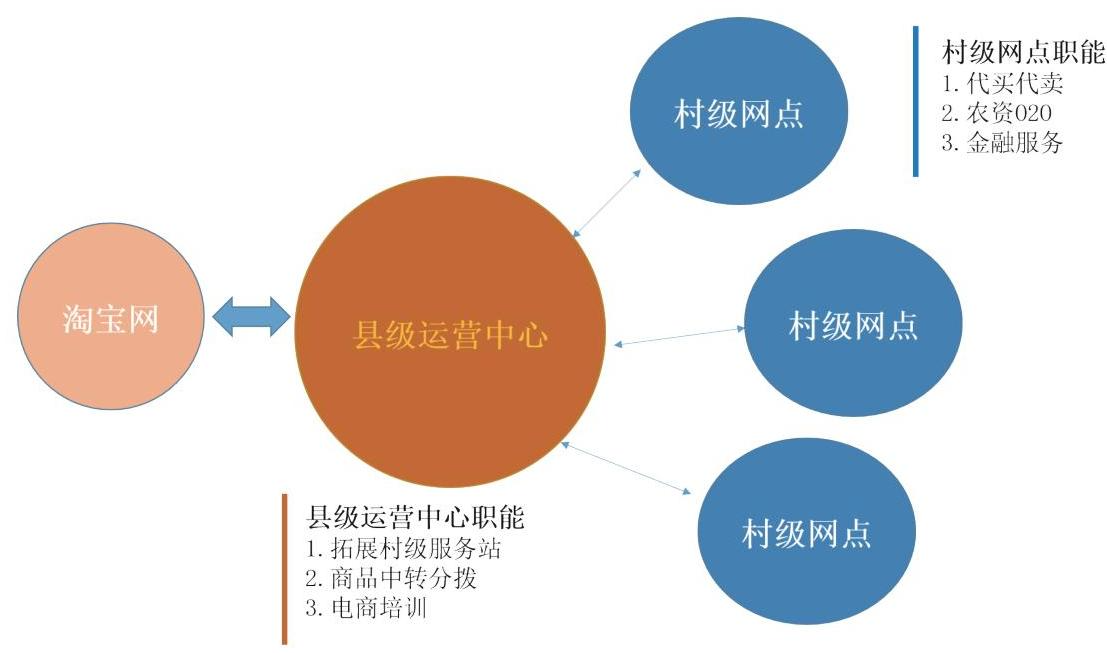 村级网点
村级网点职能
1. 代买代卖
2. 农资020
3. 金融服务
淘宝网
县级运营中心
村级网点
村级网点
县级运营中心职能
1. 拓展村级服务站
2. 商品中转分拨
3. 电商培训